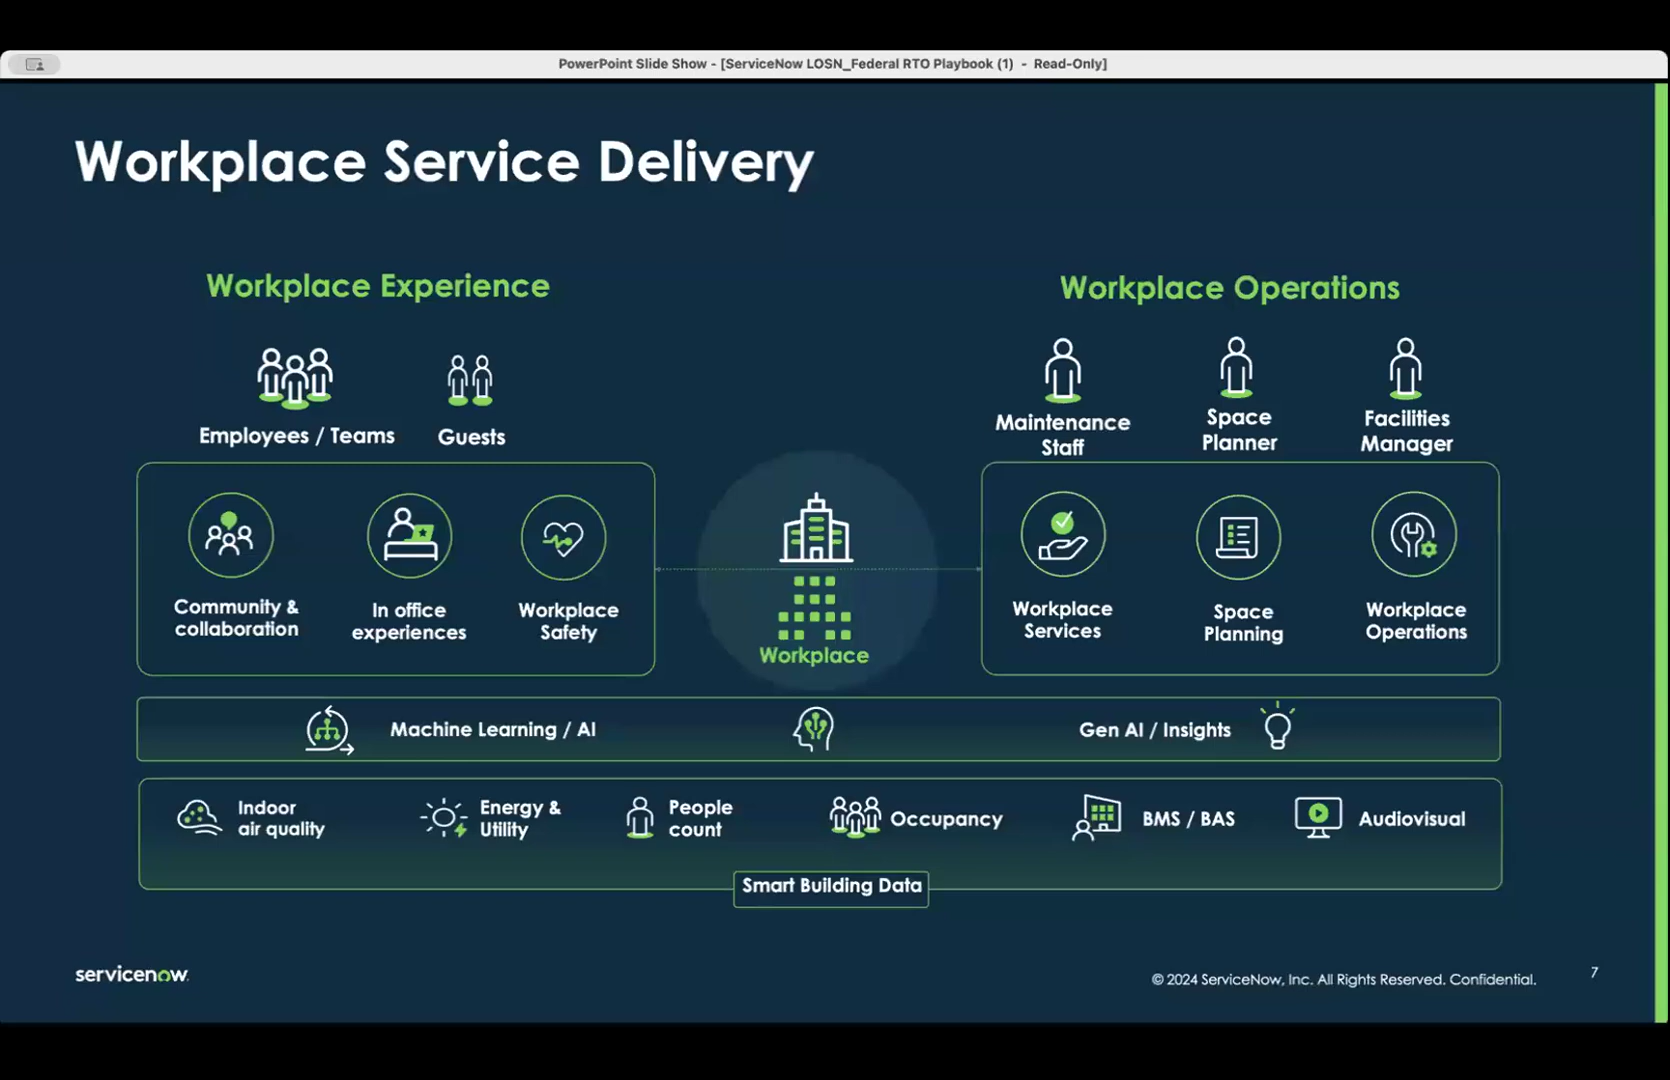 PowerPoint Slide Show - [ServiceNow LOSN_Federal RTO Playbook (1) - Read-Only]
Workplace Service Delivery
Workplace Experience
Workplace Operations
Employees / Teams
Guests
Maintenance
Staff
Space
Planner
Facilities
Manager
Community &
collaboration
In office
experiences
Workplace
Safety
Workplace
Workplace
Services
Space
Planning
Workplace
Operations
Machine Learning / AI
Gen AI / Insights
Indoor
air quality
Energy &
Utility
People
count
Occupancy
BMS / BAS
Audiovisual
Smart Building Data
servicenow
© 2024 ServiceNow, Inc. All Rights Reserved. Confidential.
7